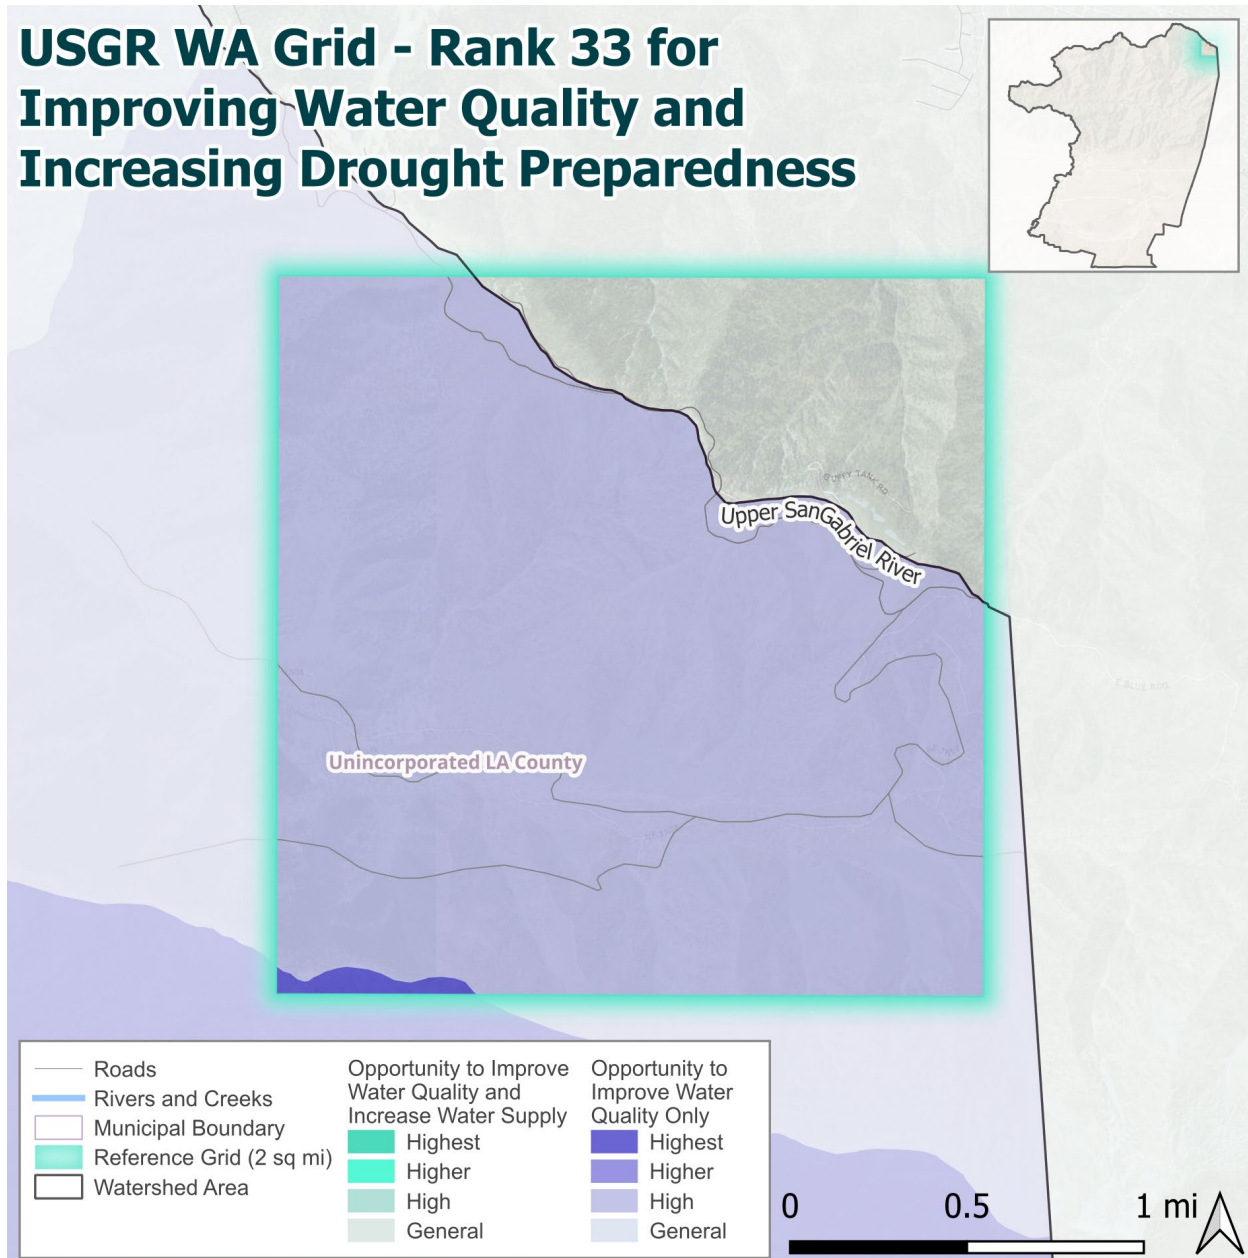 USGR WA Grid - Rank 33 for
Improving Water Quality and
Increasing Drought Preparedness
Upper SanGabriel River
Unincorporated LA County
Roads
Rivers and Creeks
Municipal Boundary
Reference Grid (2 sq mi)
Watershed Area
Opportunity to Improve
Water Quality and
Increase Water Supply
Highest
Higher
High
General
Opportunity to
Improve Water
Quality Only
Highest
Higher
High
General
0 0.5 1 mi